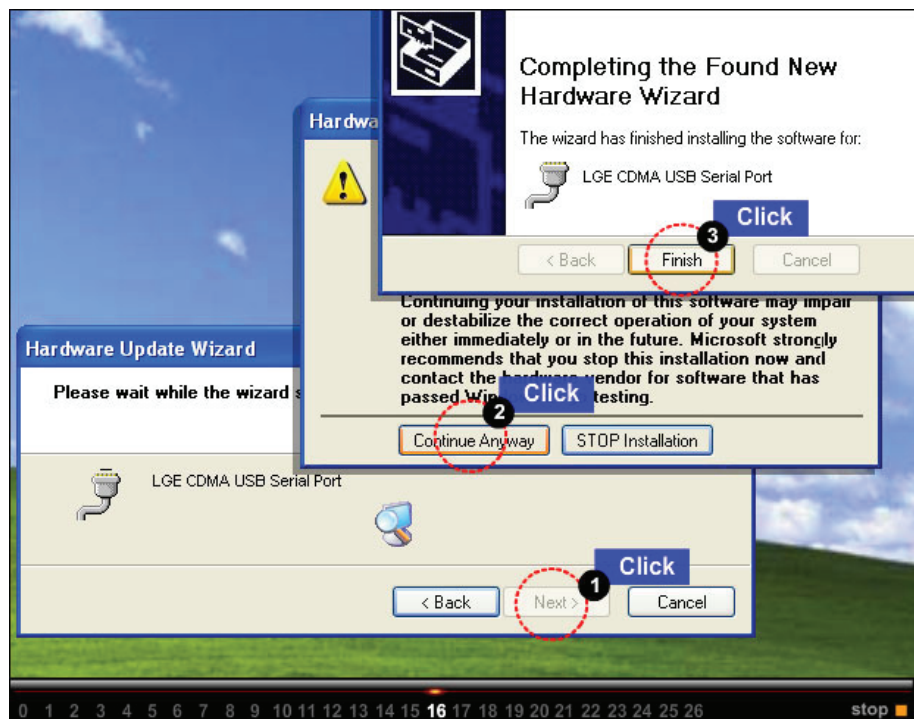 Completing the Found New
Hardware Wizard
The wizard has finished installing the software for:
LGE CDMA USB Serial Port
Click
3
< Back
Finish
Cancel
Hardwa
Continuing your installation of this software may impair
or destabilize the correct operation of your system
either immediately or in the future. Microsoft strongly
recommends that you stop this installation now and
contact the hardware vendor for software that has
passed testing.
Click
2
Continue Anyway
STOP Installation
Hardware Update Wizard
Please wait while the wizard s
LGE CDMA USB Serial Port
Click
1
< Back
Next >
Cancel
0 1 2 3 4 5 6 7 8 9 10 11 12 13 14 15 16 17 18 19 20 21 22 23 24 25 26
stop